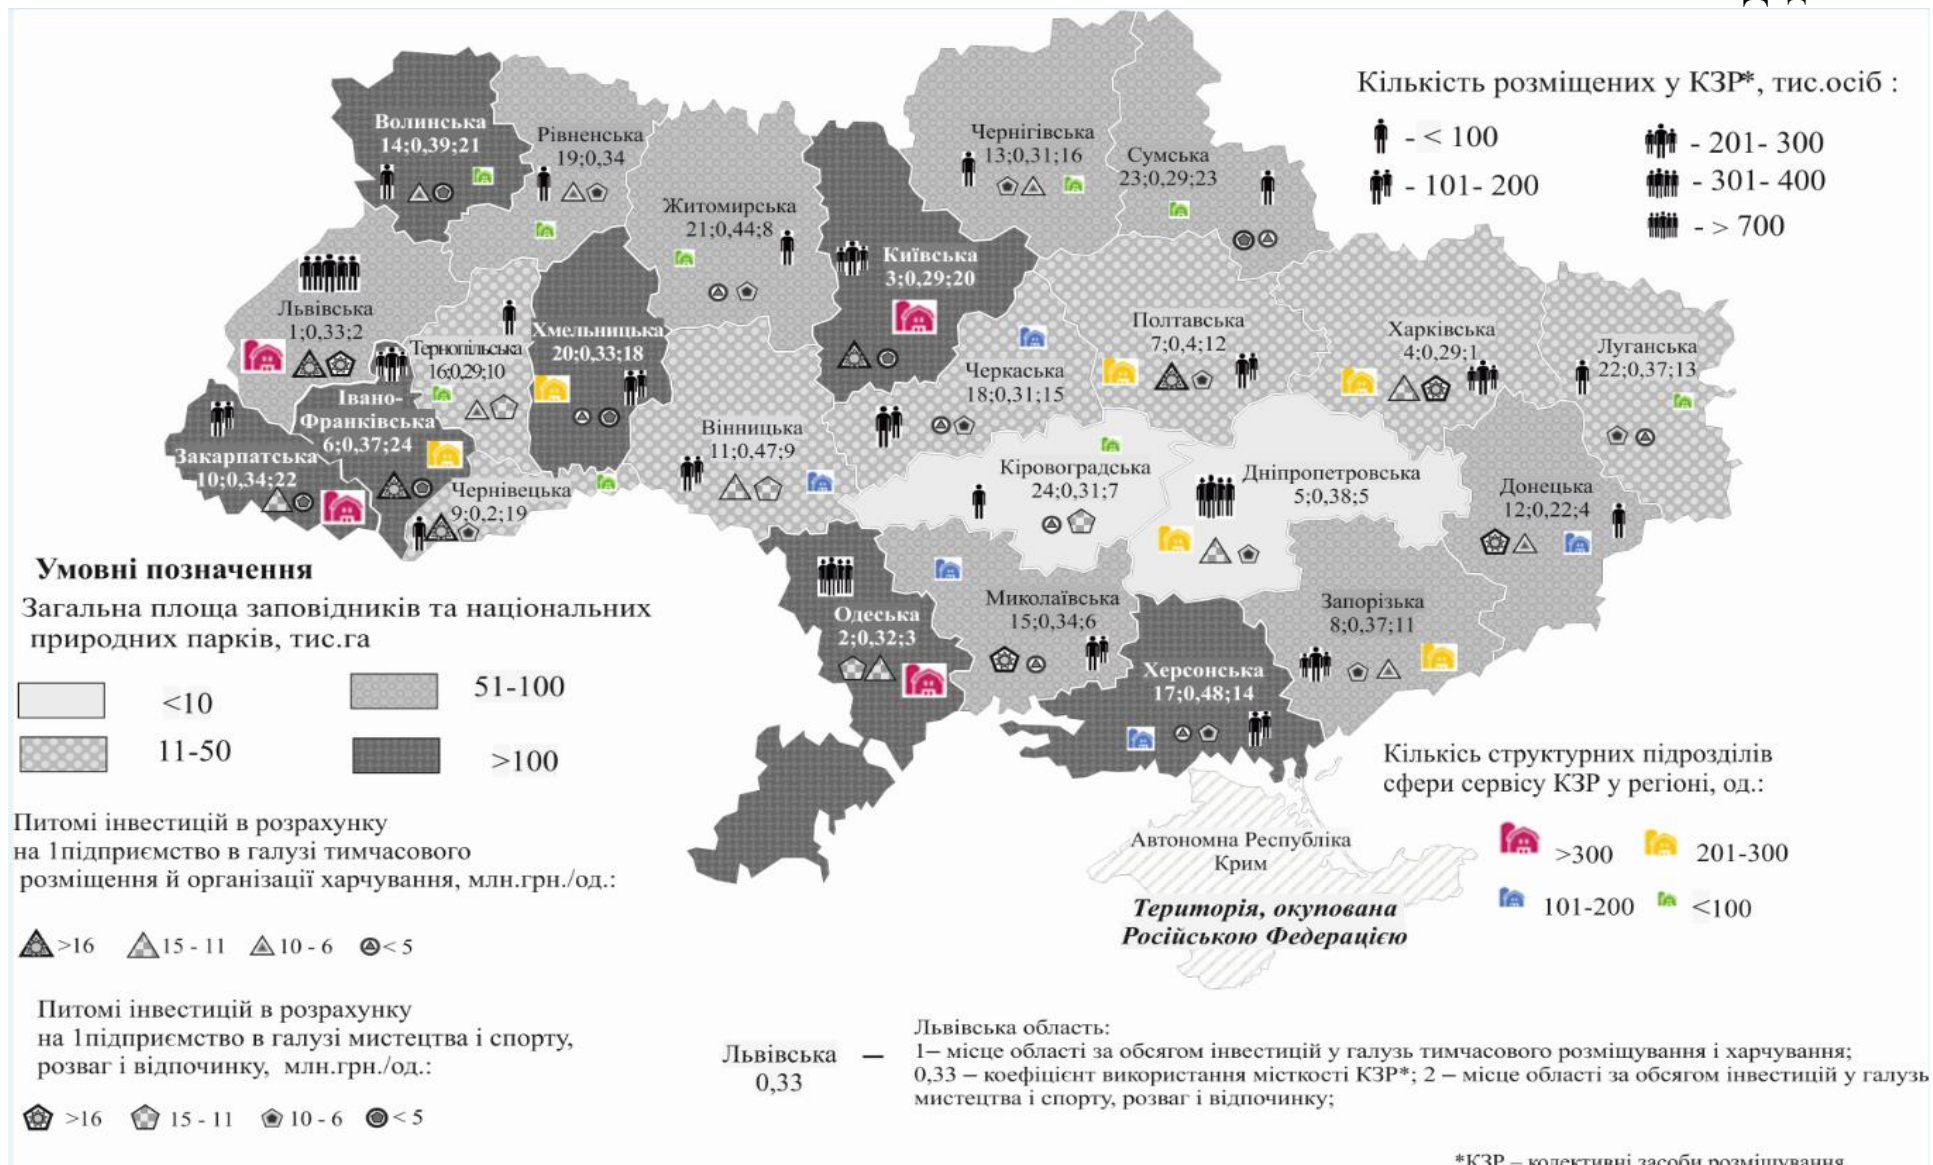 Кількість розміщених у КЗР*, тис.осіб :
- < 100
- 201- 300
- 101- 200
- 301- 400
- > 700
Волинська
14;0,39;21
Рівненська
19;0,34
Житомирська
21;0,44;8
Чернігівська
13;0,31;16
Сумська
23;0,29;23
Київська
3;0,29;20
Львівська
1;0,33;2
Тернопільська
16;0,29;10
Хмельницька
20;0,33;18
Черкаська
18;0,31;15
Полтавська
7;0,4;12
Харківська
4;0,29;1
Луганська
22;0,37;13
Івано-
Франківська
6;0,37;24
Закарпатська
10;0,34;22
Чернівецька
9;0,2;19
Вінницька
11;0,47;9
Кіровоградська
24;0,31;7
Дніпропетровська
5;0,38;5
Донецька
12;0,22;4
Одеська
2;0,32;3
Миколаївська
15;0,34;6
Запорізька
8;0,37;11
Херсонська
17;0,48;14
Автономна Республіка
Крим
Територія, окупована
Російською Федерацією
Умовні позначення
Загальна площа заповідників та національних
природних парків, тис.га
<10
51-100
11-50
>100
Питомі інвестицій в розрахунку
на 1підприємство в галузі тимчасового
розміщення й організації харчування, млн.грн./од.:
>16
15 - 11
10 - 6
< 5
Питомі інвестицій в розрахунку
на 1підприємство в галузі мистецтва і спорту,
розваг і відпочинку, млн.грн./од.:
>16
15 - 11
10 - 6
< 5
Кількісь структурних підрозділів
сфери сервісу КЗР у регіоні, од.:
>300
201-300
101-200
<100
Львівська
0,33
–
Львівська область:
1– місце області за обсягом інвестицій у галузь тимчасового розміщування і харчування;
0,33 – коефіцієнт використання місткості КЗР*; 2 – місце області за обсягом інвестицій у галузь
мистецтва і спорту, розваг і відпочинку;
*КЗР – колективні засоби розміщування